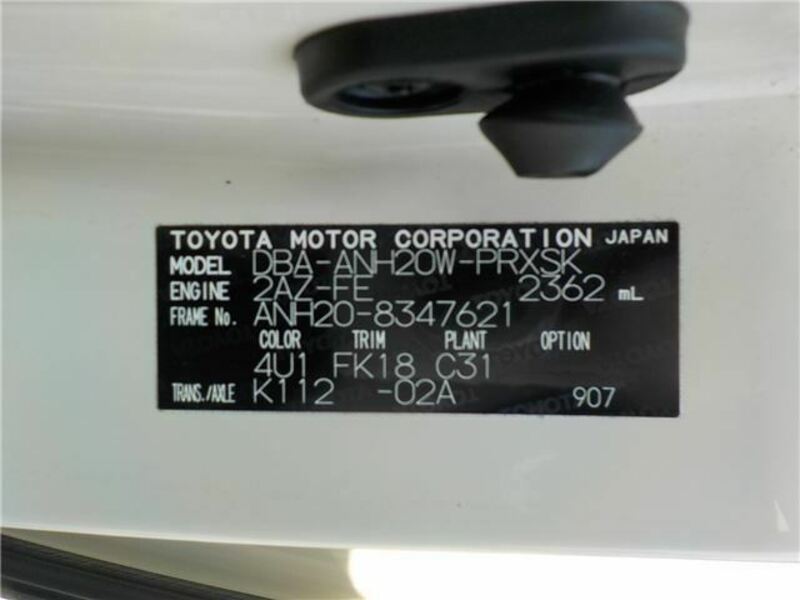 TOYOTA MOTOR CORPORATION JAPAN
MODEL DBA-ANH20W-PRXSK
ENGINE 2AZ-FE 2362 mL
FRAME No. ANH20-8347621
COLOR TRIM PLANT OPTION
4U1 FK18 C31
TRANS./AXLE K112 -02A 907